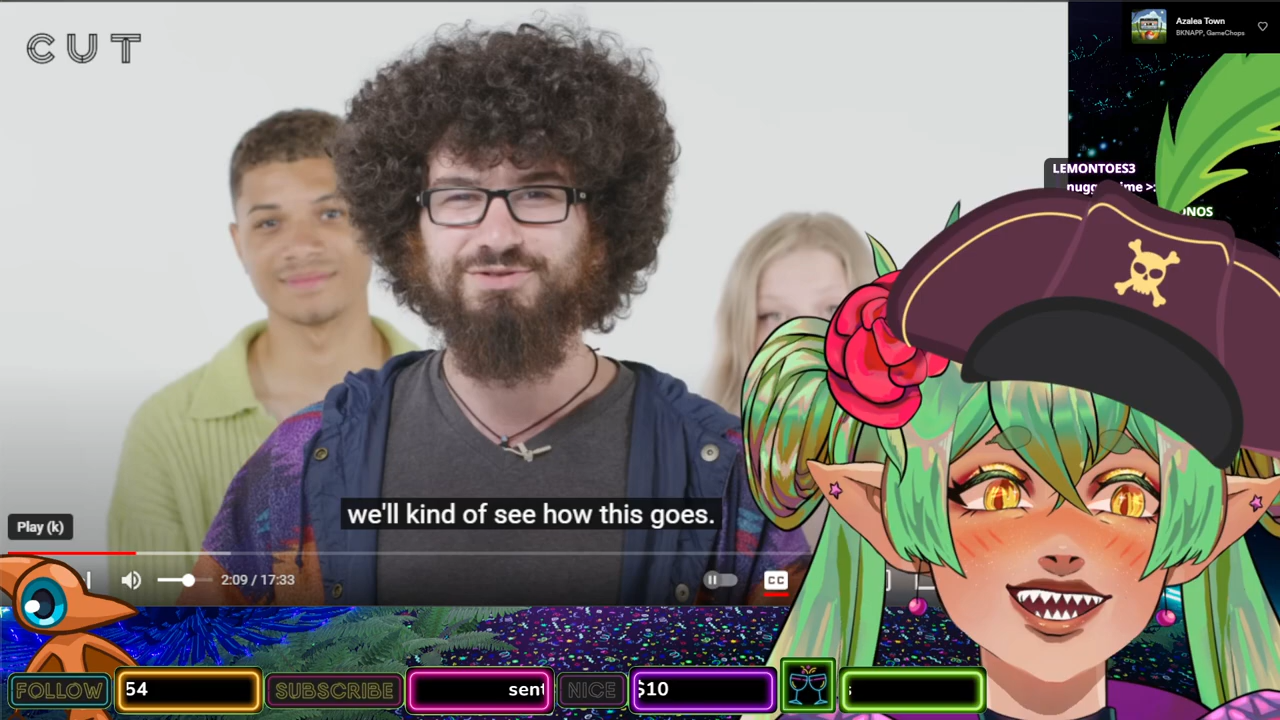 CUT
Azalea Town
BKNAPP, GameChops
LEMONTOES3
we'll kind of see how this goes.
Play (k)
2:09 / 17:33
CC
FOLLOW
54
SUBSCRIBE
sent
NICE
$10